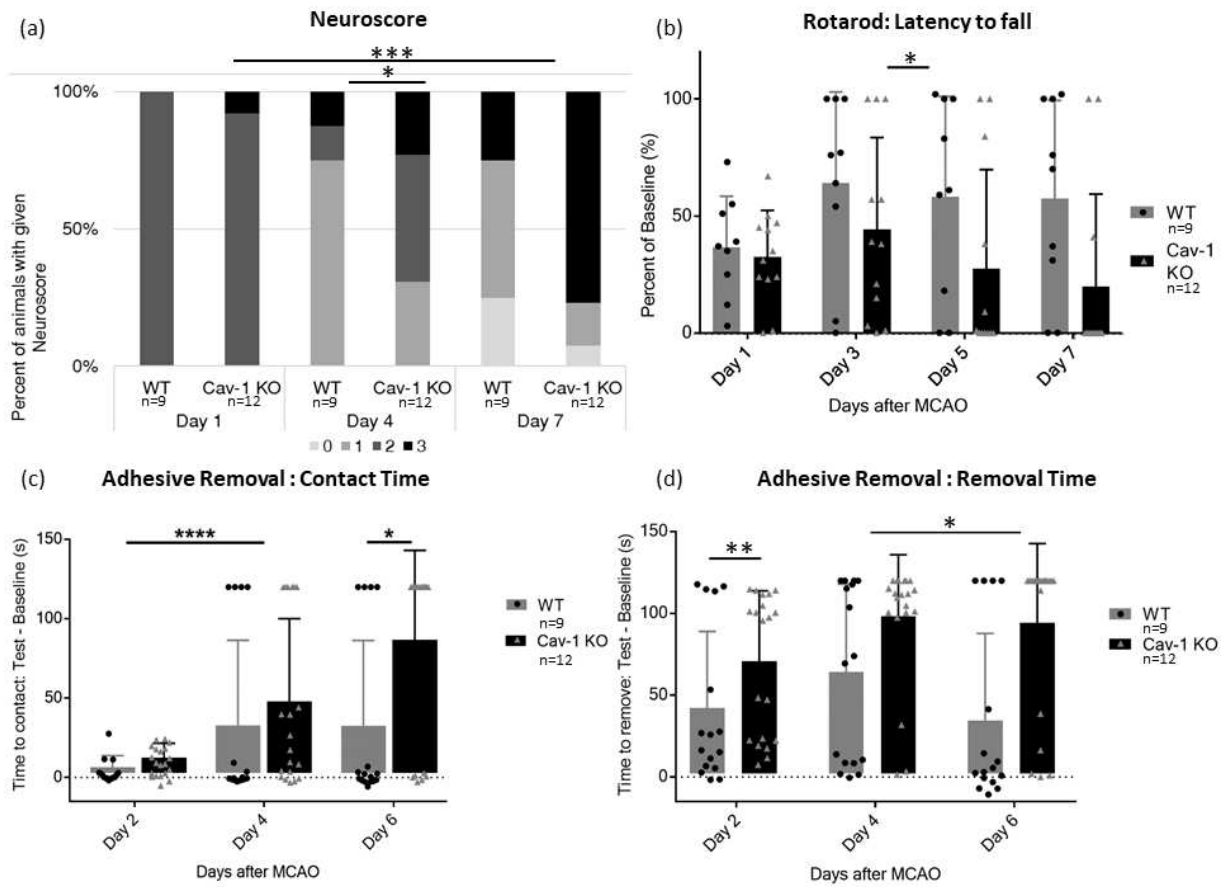 (a)
Neuroscore
***
*
100%
50%
0%
Percent of animals with given
Neuroscore
WT
n=9
Cav-1 KO
n=12
WT
n=9
Cav-1 KO
n=12
WT
n=9
Cav-1 KO
n=12
Day 1
Day 4
Day 7
0 1 2 3
(b)
Rotarod: Latency to fall
*
100
50
0
Percent of Baseline (%)
Day 1
Day 3
Day 5
Day 7
Days after MCAO
WT
n=9
Cav-1
KO
n=12
(c)
Adhesive Removal : Contact Time
****
*
150
100
50
0
Time to contact: Test - Baseline (s)
Day 2
Day 4
Day 6
Days after MCAO
WT
n=9
Cav-1 KO
n=12
(d)
Adhesive Removal : Removal Time
**
*
150
100
50
0
Time to remove: Test - Baseline (s)
Day 2
Day 4
Day 6
Days after MCAO
WT
n=9
Cav-1 KO
n=12